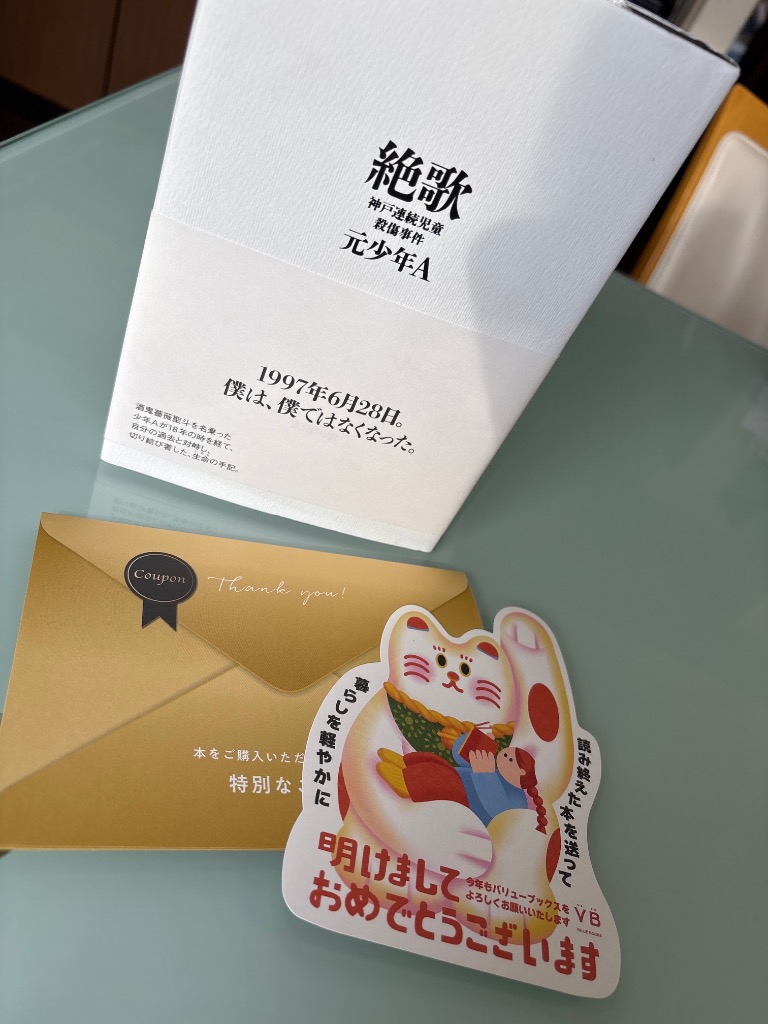 絶歌
神戸連続児童
殺傷事件
元少年A
1997年6月28日。
僕は、僕ではなくなった。
酒鬼薔薇聖斗を名乗った
少年Aが18年の時を経て、
自分の過去と対峙し、
切り結び著した、生命の手記。
Coupon
Thank you!
本をご購入いただ
特別な
読み終えた本を送って
暮らしを軽やかに
明けまして
おめでとうございます
今年もバリューブックスを
よろしくお願いいたします
VB
VALUE BOOKS